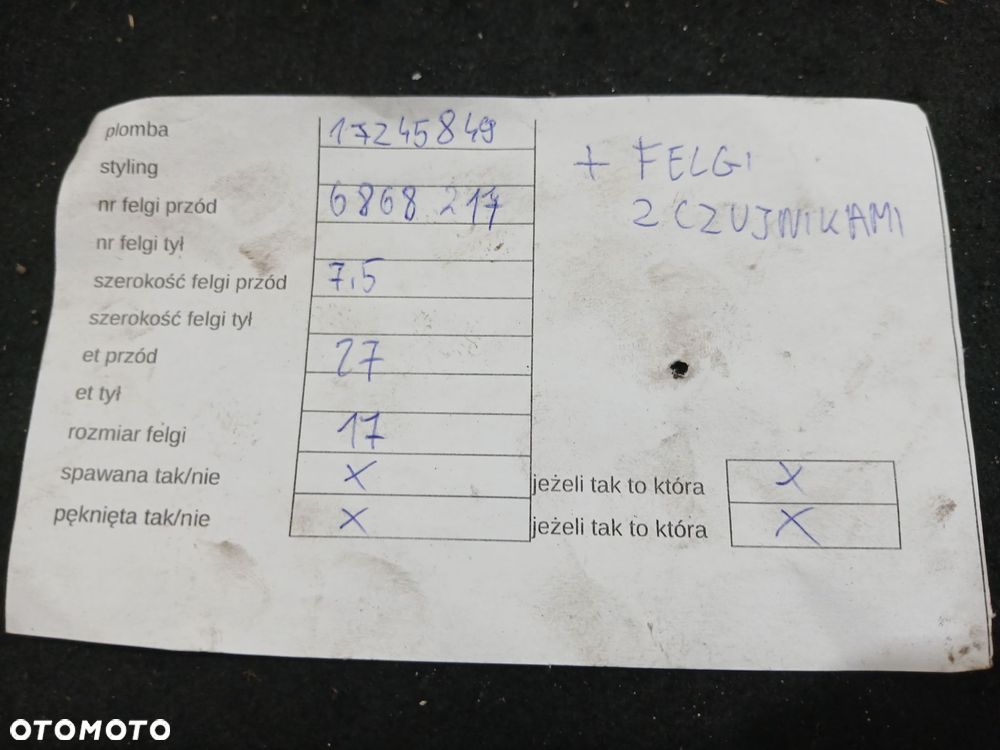 plomba 17245849
styling
nr felgi przód 6868 217
nr felgi tył
szerokość felgi przód 7,5
szerokość felgi tył
et przód 27
et tył
rozmiar felgi 17
spawana tak/nie X jeżeli tak to która X
pęknięta tak/nie X jeżeli tak to która X
+ FELGI
Z CZUJNIKAMI
OTOMOTO